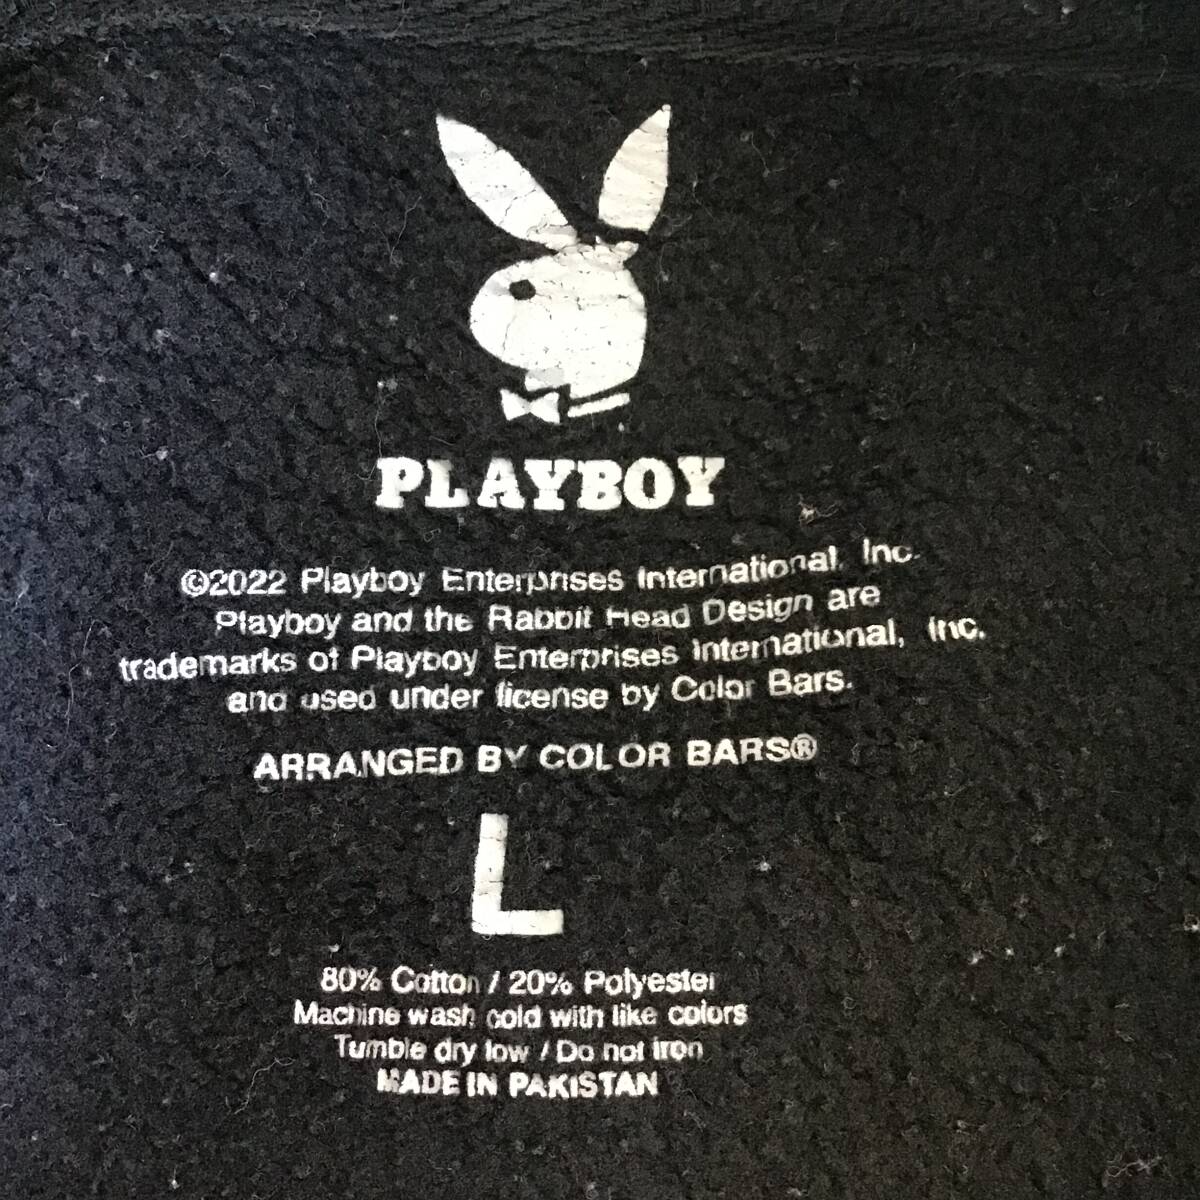 PLAYBOY
©2022 Playboy Enterprises International, Inc.
Playboy and the Rabbit Head Design are
trademarks of Playboy Enterprises International, Inc.
and used under license by Color Bars.
ARRANGED BY COLOR BARS®
L
80% Cotton / 20% Polyester
Machine wash cold with like colors
Tumble dry low / Do not iron
MADE IN PAKISTAN